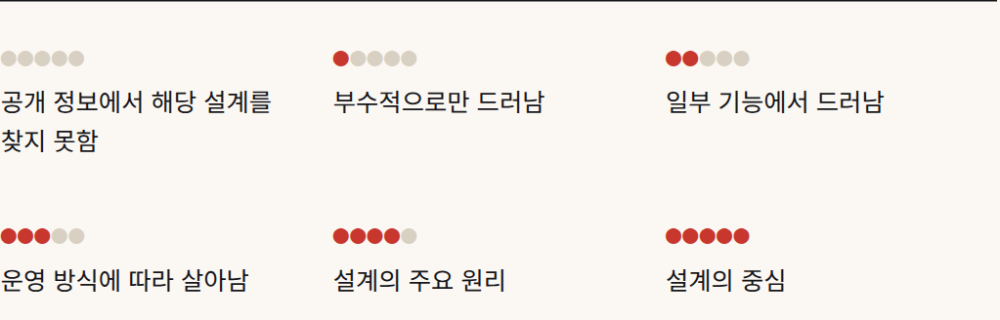 공개 정보에서 해당 설계를
찾지 못함
부수적으로만 드러남
일부 기능에서 드러남
운영 방식에 따라 살아남
설계의 주요 원리
설계의 중심